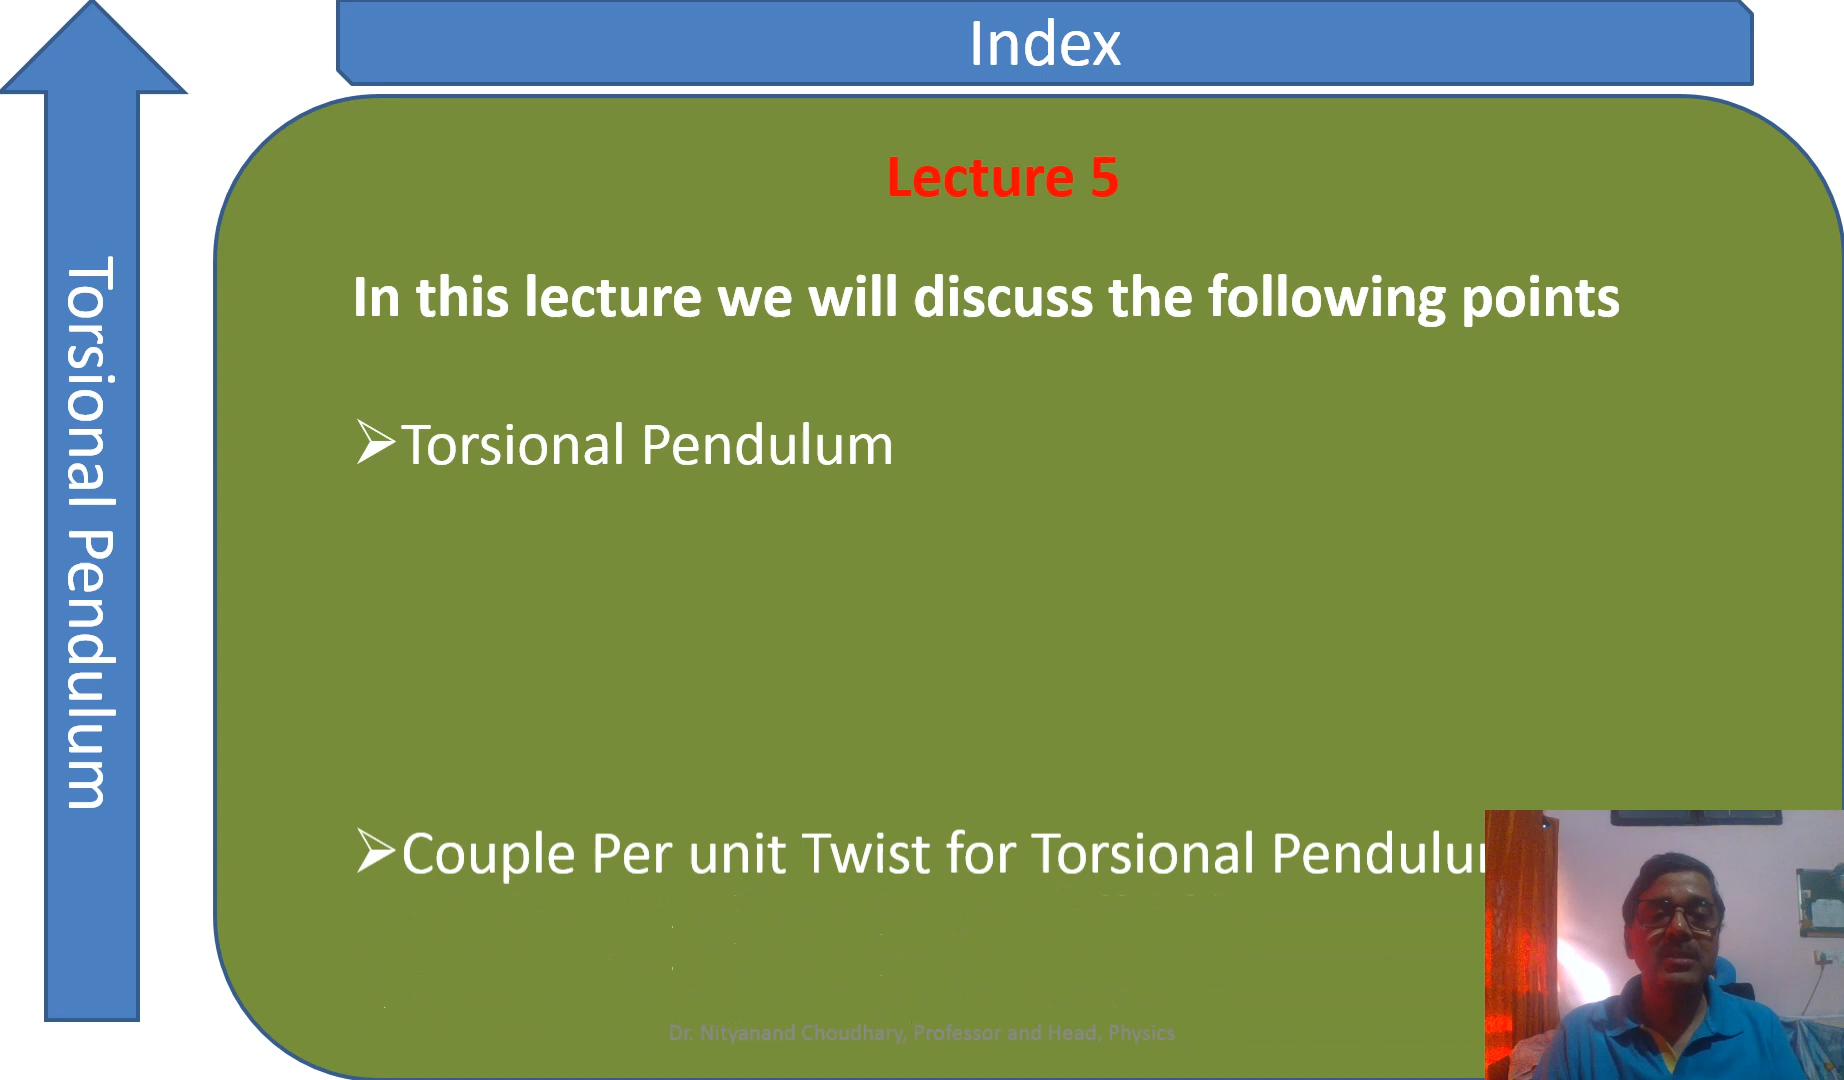 Index
Torsional Pendulum
Lecture 5
In this lecture we will discuss the following points
➢Torsional Pendulum
➢Couple Per unit Twist for Torsional
Dr. Nityanand Choudhary, Professor and Head, Physics